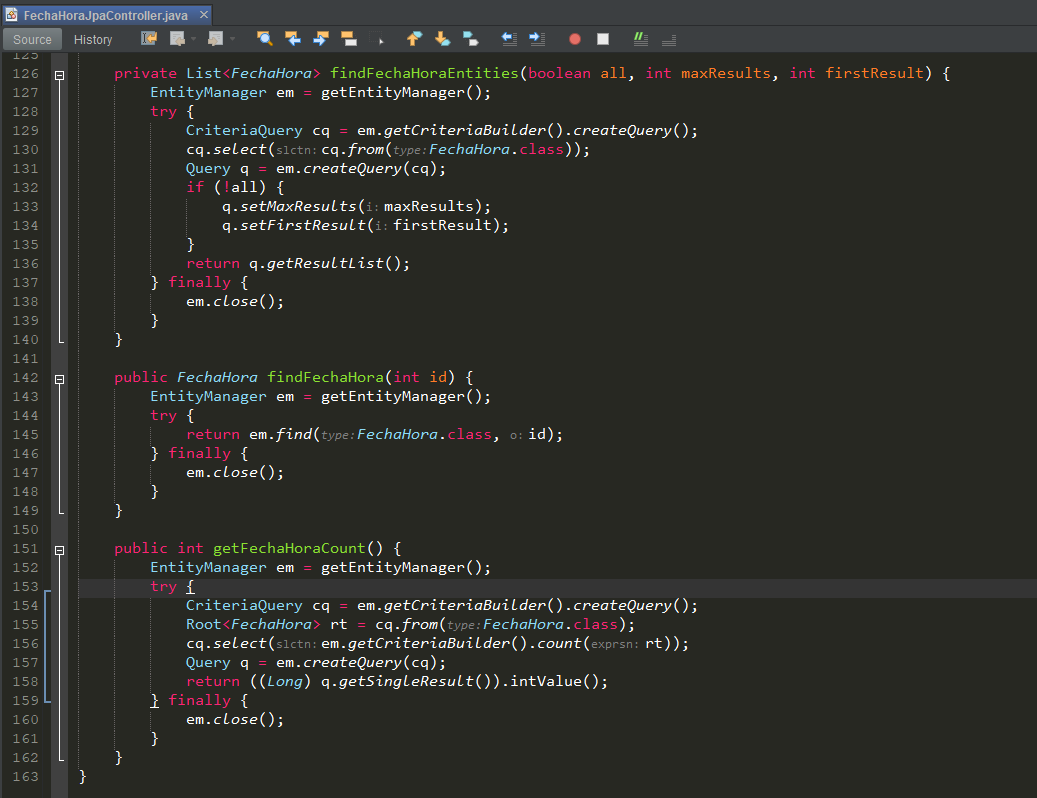 FechaHoraJpaController.java
Source History
125
126 private List<FechaHora> findFechaHoraEntities(boolean all, int maxResults, int firstResult) {
127 EntityManager em = getEntityManager();
128 try {
129 CriteriaQuery cq = em.getCriteriaBuilder().createQuery();
130 cq.select(slctn: cq.from(type: FechaHora.class));
131 Query q = em.createQuery(cq);
132 if (!all) {
133 q.setMaxResults(i: maxResults);
134 q.setFirstResult(i: firstResult);
135 }
136 return q.getResultList();
137 } finally {
138 em.close();
139 }
140 }
141
142 public FechaHora findFechaHora(int id) {
143 EntityManager em = getEntityManager();
144 try {
145 return em.find(type: FechaHora.class, o: id);
146 } finally {
147 em.close();
148 }
149 }
150
151 public int getFechaHoraCount() {
152 EntityManager em = getEntityManager();
153 try {
154 CriteriaQuery cq = em.getCriteriaBuilder().createQuery();
155 Root<FechaHora> rt = cq.from(type: FechaHora.class);
156 cq.select(slctn: em.getCriteriaBuilder().count(exprsn: rt));
157 Query q = em.createQuery(cq);
158 return ((Long) q.getSingleResult()).intValue();
159 } finally {
160 em.close();
161 }
162 }
163 }